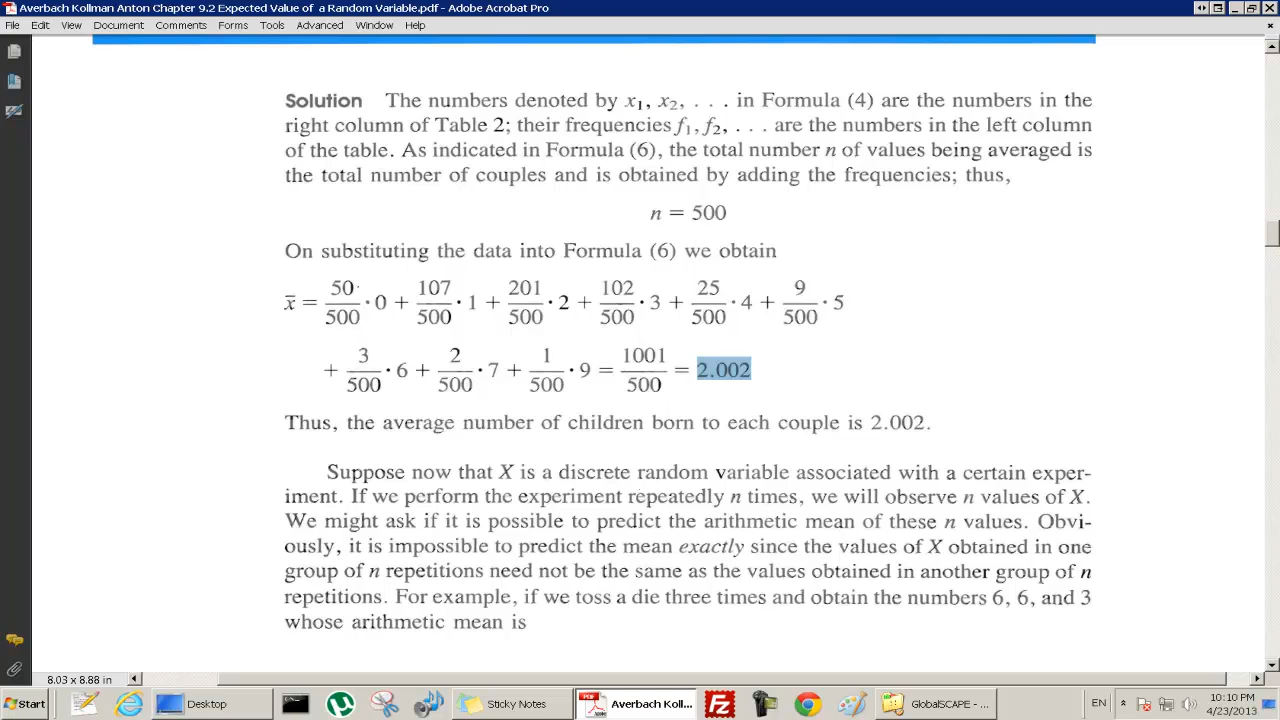 Averbach Kollman Anton Chapter 9.2 Expected Value of a Random Variable.pdf - Adobe Acrobat Pro
File Edit View Document Comments Forms Tools Advanced Window Help
Solution The numbers denoted by x₁, x₂, . . . in Formula (4) are the numbers in the
right column of Table 2; their frequencies f₁, f₂, . . . are the numbers in the left column
of the table. As indicated in Formula (6), the total number n of values being averaged is
the total number of couples and is obtained by adding the frequencies; thus,
n = 500
On substituting the data into Formula (6) we obtain
x̄ = 50/500 · 0 + 107/500 · 1 + 201/500 · 2 + 102/500 · 3 + 25/500 · 4 + 9/500 · 5
+ 3/500 · 6 + 2/500 · 7 + 1/500 · 9 = 1001/500 = 2.002
Thus, the average number of children born to each couple is 2.002.
Suppose now that X is a discrete random variable associated with a certain exper-
iment. If we perform the experiment repeatedly n times, we will observe n values of X.
We might ask if it is possible to predict the arithmetic mean of these n values. Obvi-
ously, it is impossible to predict the mean exactly since the values of X obtained in one
group of n repetitions need not be the same as the values obtained in another group of n
repetitions. For example, if we toss a die three times and obtain the numbers 6, 6, and 3
whose arithmetic mean is
8.03 x 8.88 in
Start Desktop Sticky Notes Averbach Koll... GlobalSCAPE - ... EN 10:10 PM
4/23/2013